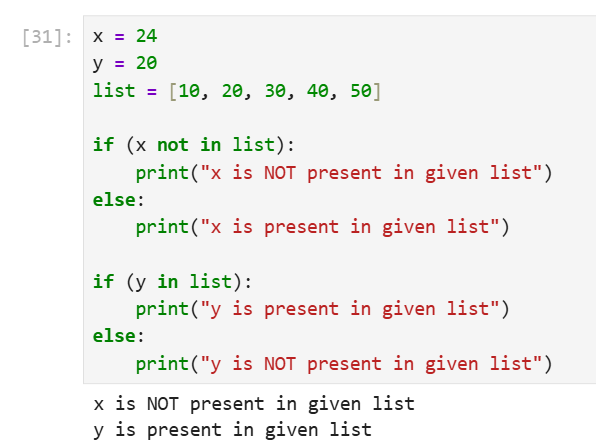 [31]: x = 24
y = 20
list = [10, 20, 30, 40, 50]
if (x not in list):
    print("x is NOT present in given list")
else:
    print("x is present in given list")
if (y in list):
    print("y is present in given list")
else:
    print("y is NOT present in given list")
x is NOT present in given list
y is present in given list